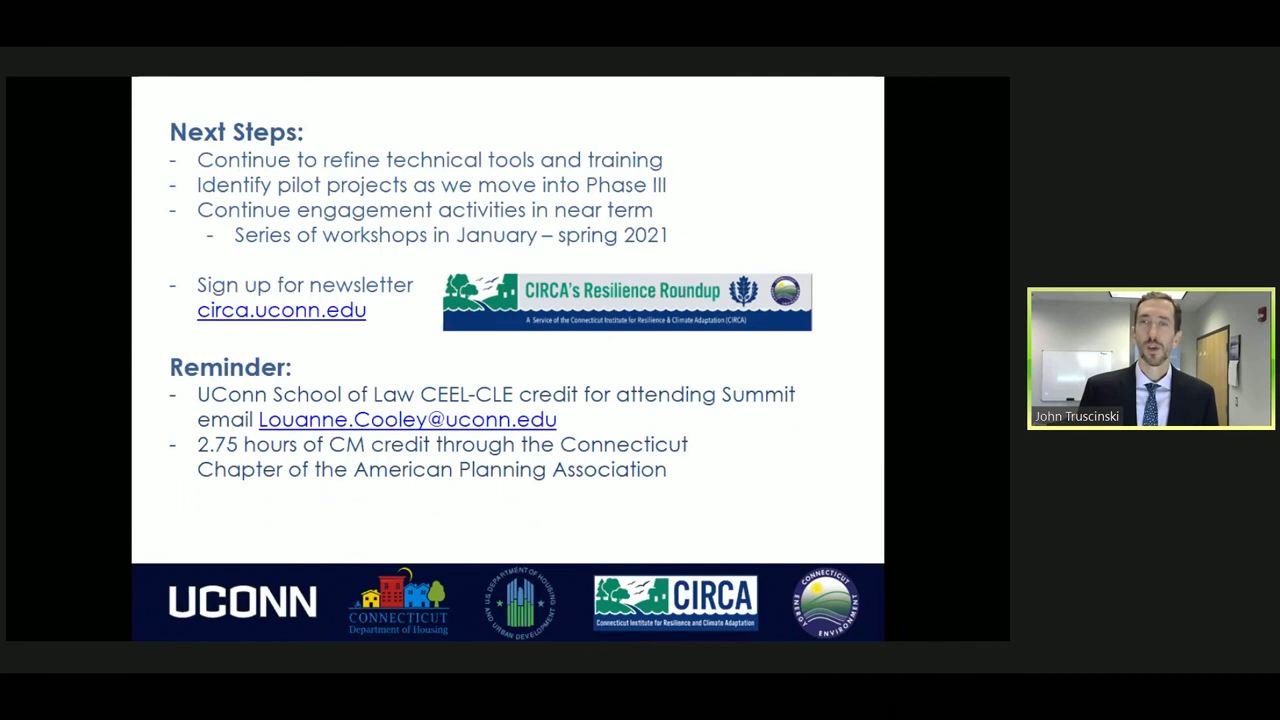 Next Steps:
- Continue to refine technical tools and training
- Identify pilot projects as we move into Phase III
- Continue engagement activities in near term
- Series of workshops in January – spring 2021
- Sign up for newsletter
circa.uconn.edu
CIRCA's Resilience Roundup
A Service of the Connecticut Institute for Resilience & Climate Adaptation (CIRCA)
Reminder:
- UConn School of Law CEEL-CLE credit for attending Summit
email Louanne.Cooley@uconn.edu
- 2.75 hours of CM credit through the Connecticut
Chapter of the American Planning Association
John Truscinski
UCONN
CONNECTICUT
Department of Housing
U.S. DEPARTMENT OF HOUSING
AND URBAN DEVELOPMENT
CIRCA
Connecticut Institute for Resilience and Climate Adaptation
CONNECTICUT
ENERGY
ENVIRONMENT